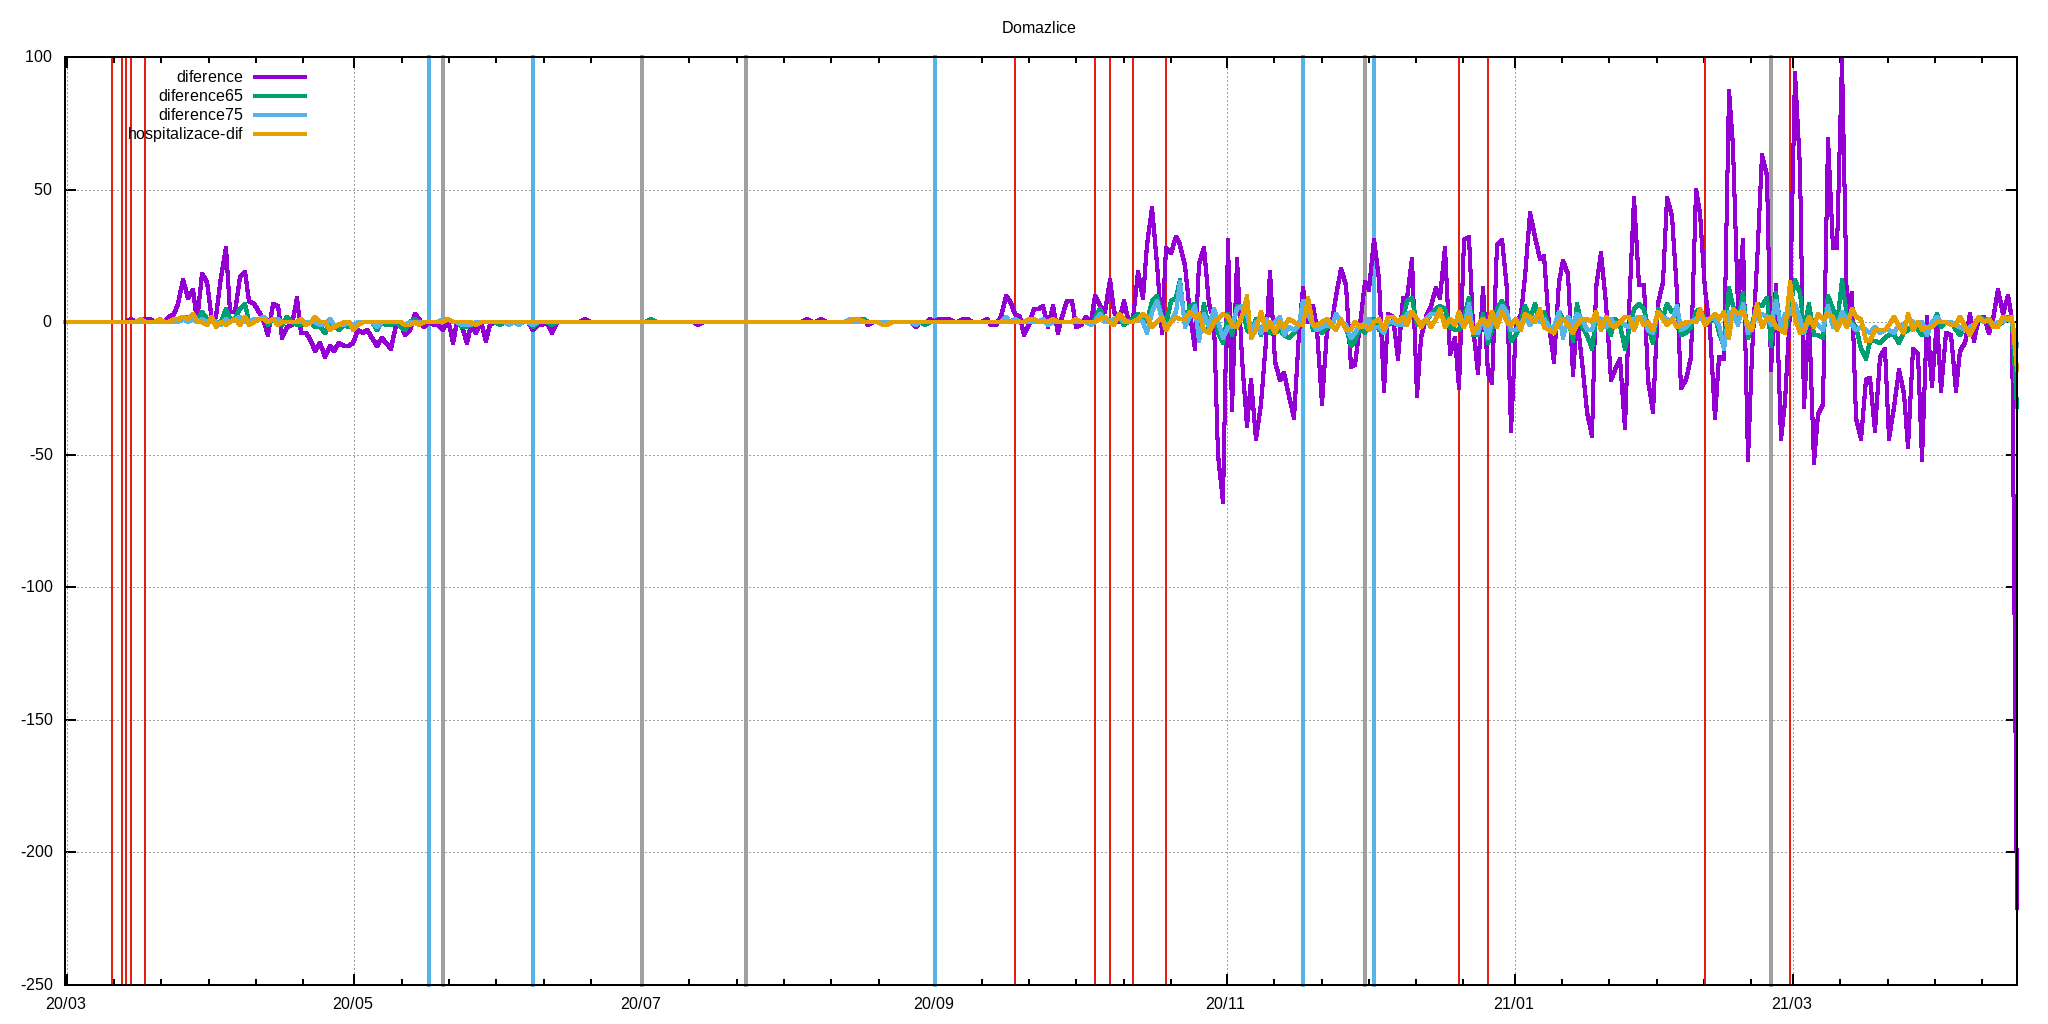 Domazlice
100
diference
diference65
diference75
hospitalizace-dif
50
0
-50
-100
-150
-200
-250
20/03 20/05 20/07 20/09 20/11 21/01 21/03